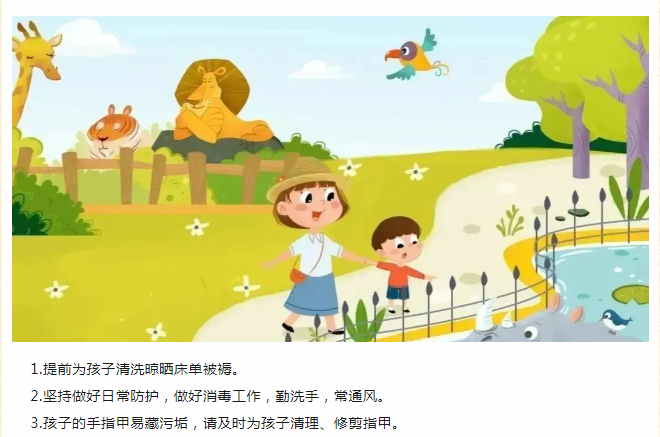 1.提前为孩子清洗晾晒床单被褥。
2.坚持做好日常防护，做好消毒工作，勤洗手，常通风。
3.孩子的手指甲易藏污垢，请及时为孩子清理、修剪指甲。